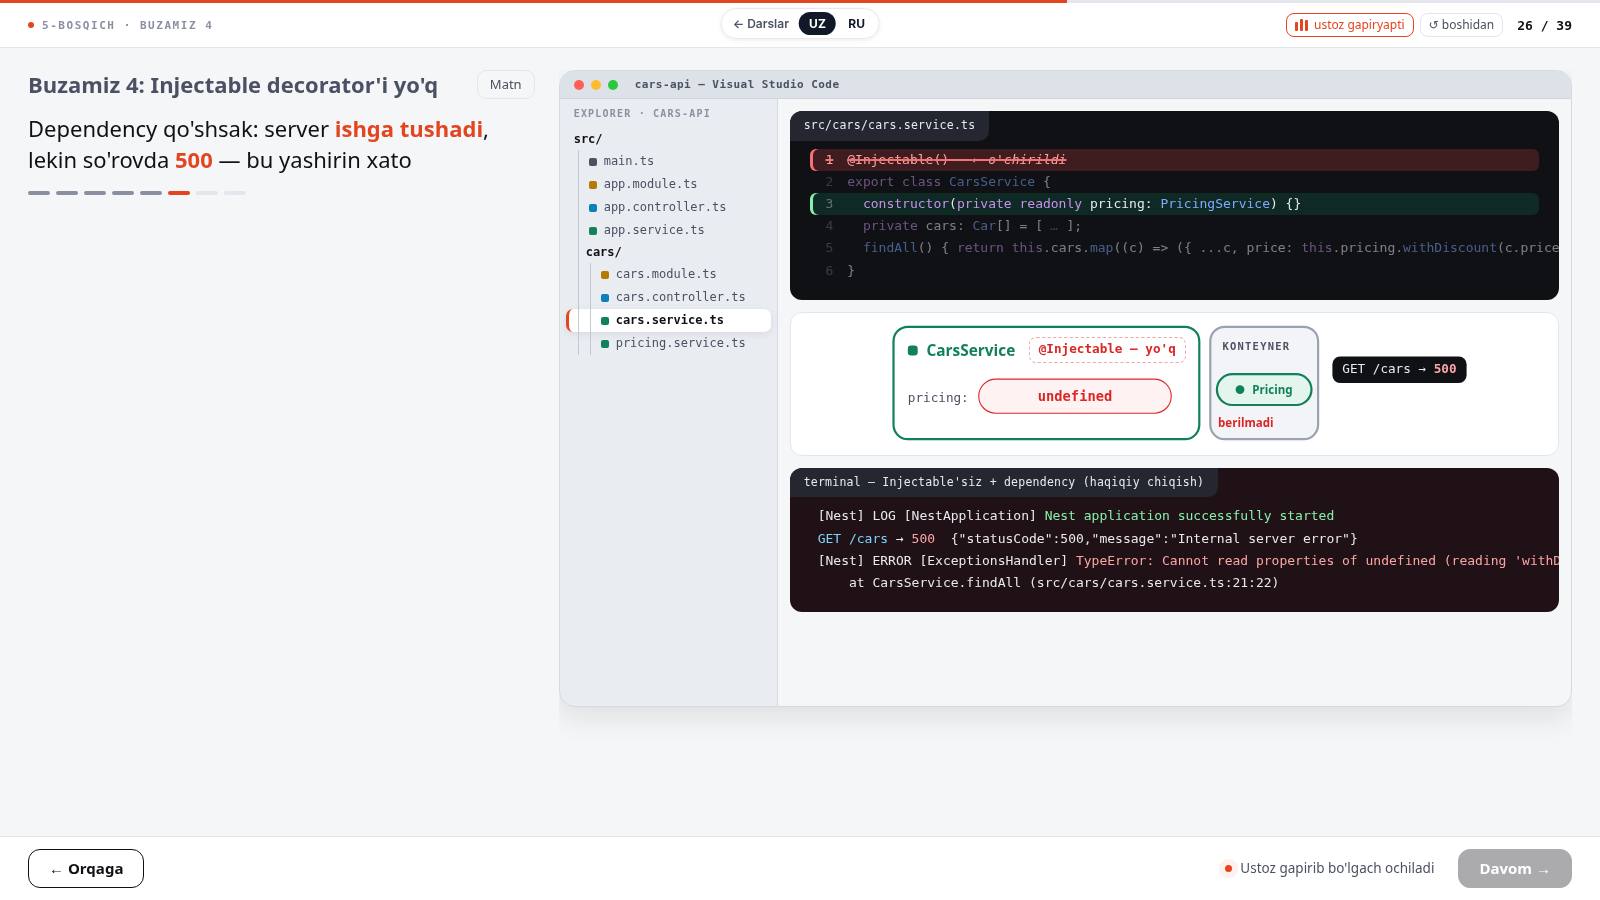 5-BOSQICH · BUZAMIZ 4
← Darslar UZ RU
ustoz gapiryapti
↺ boshidan
26 / 39
Buzamiz 4: Injectable decorator'i yo'q
Matn
Dependency qo'shsak: server ishga tushadi,
lekin so'rovda 500 — bu yashirin xato
cars-api — Visual Studio Code
EXPLORER · CARS-API
src/
main.ts
app.module.ts
app.controller.ts
app.service.ts
cars/
cars.module.ts
cars.controller.ts
cars.service.ts
pricing.service.ts
src/cars/cars.service.ts
1 @Injectable() ← o'chirildi
2 export class CarsService {
3 constructor(private readonly pricing: PricingService) {}
4 private cars: Car[] = [ … ];
5 findAll() { return this.cars.map((c) => ({ ...c, price: this.pricing.withDiscount(c.price
6 }
CarsService
@Injectable — yo'q
pricing:
undefined
KONTEYNER
Pricing
berilmadi
GET /cars → 500
terminal — Injectable'siz + dependency (haqiqiy chiqish)
[Nest] LOG [NestApplication] Nest application successfully started
GET /cars → 500 {"statusCode":500,"message":"Internal server error"}
[Nest] ERROR [ExceptionsHandler] TypeError: Cannot read properties of undefined (reading 'withD
at CarsService.findAll (src/cars/cars.service.ts:21:22)
← Orqaga
Ustoz gapirib bo'lgach ochiladi
Davom →